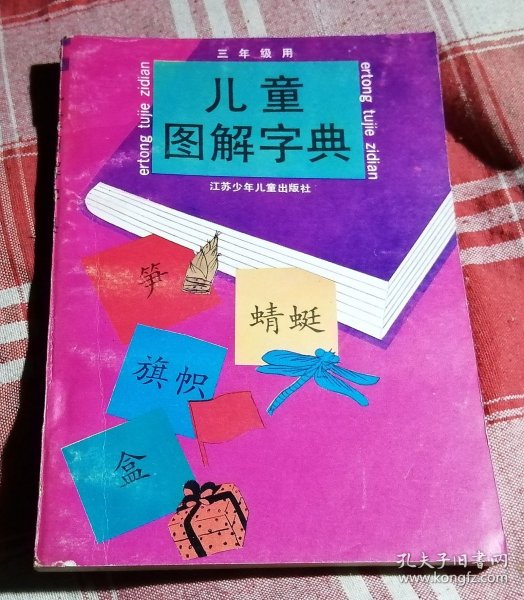 三年级用
儿童
图解字典
ertong tujie zidian
ertong tujie zidian
江苏少年儿童出版社
笋
蜻蜓
旗帜
盒
孔夫子旧书网
www.kongfz.com